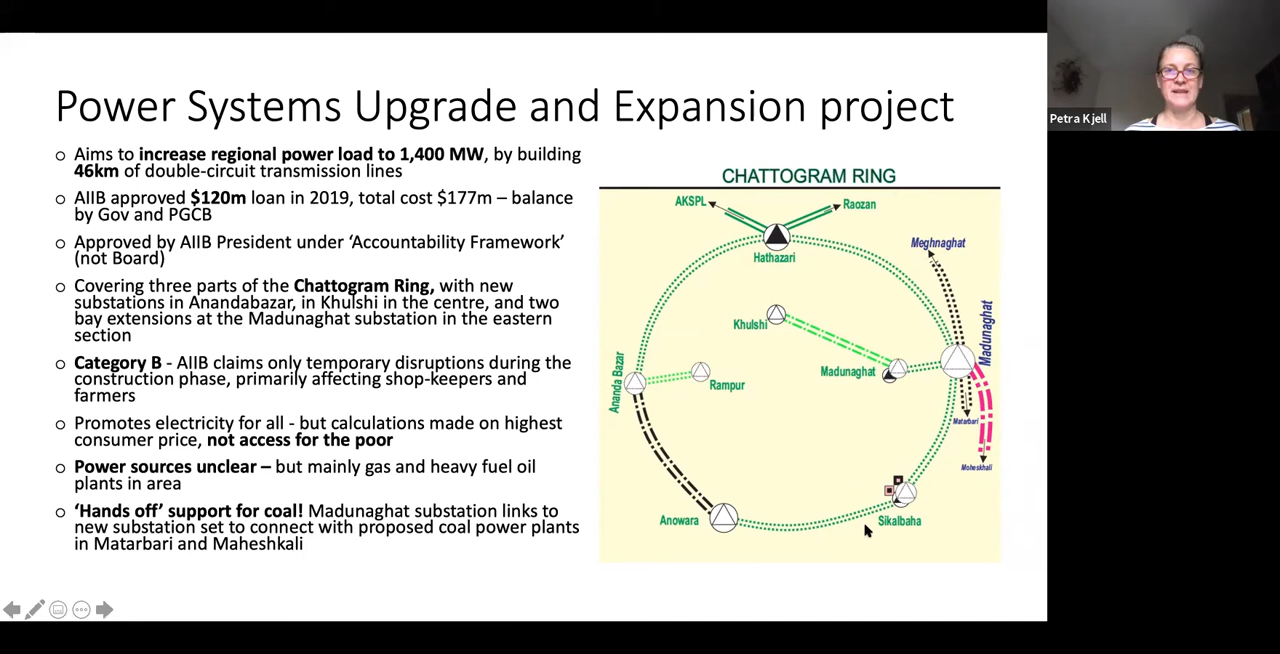 Power Systems Upgrade and Expansion project
o Aims to increase regional power load to 1,400 MW, by building
46km of double-circuit transmission lines
o AIIB approved $120m loan in 2019, total cost $177m – balance
by Gov and PGCB
o Approved by AIIB President under ‘Accountability Framework’
(not Board)
o Covering three parts of the Chattogram Ring, with new
substations in Anandabazar, in Khulshi in the centre, and two
bay extensions at the Madunaghat substation in the eastern
section
o Category B - AIIB claims only temporary disruptions during the
construction phase, primarily affecting shop-keepers and
farmers
o Promotes electricity for all - but calculations made on highest
consumer price, not access for the poor
o Power sources unclear – but mainly gas and heavy fuel oil
plants in area
o ‘Hands off’ support for coal! Madunaghat substation links to
new substation set to connect with proposed coal power plants
in Matarbari and Maheshkali
CHATTOGRAM RING
AKSPL
Raozan
Hathazari
Meghnaghat
Khulshi
Madunaghat
Madunaghat
Ananda Bazar
Rampur
Matarbari
Moheskhali
Anowara
Sikalbaha
Petra Kjell